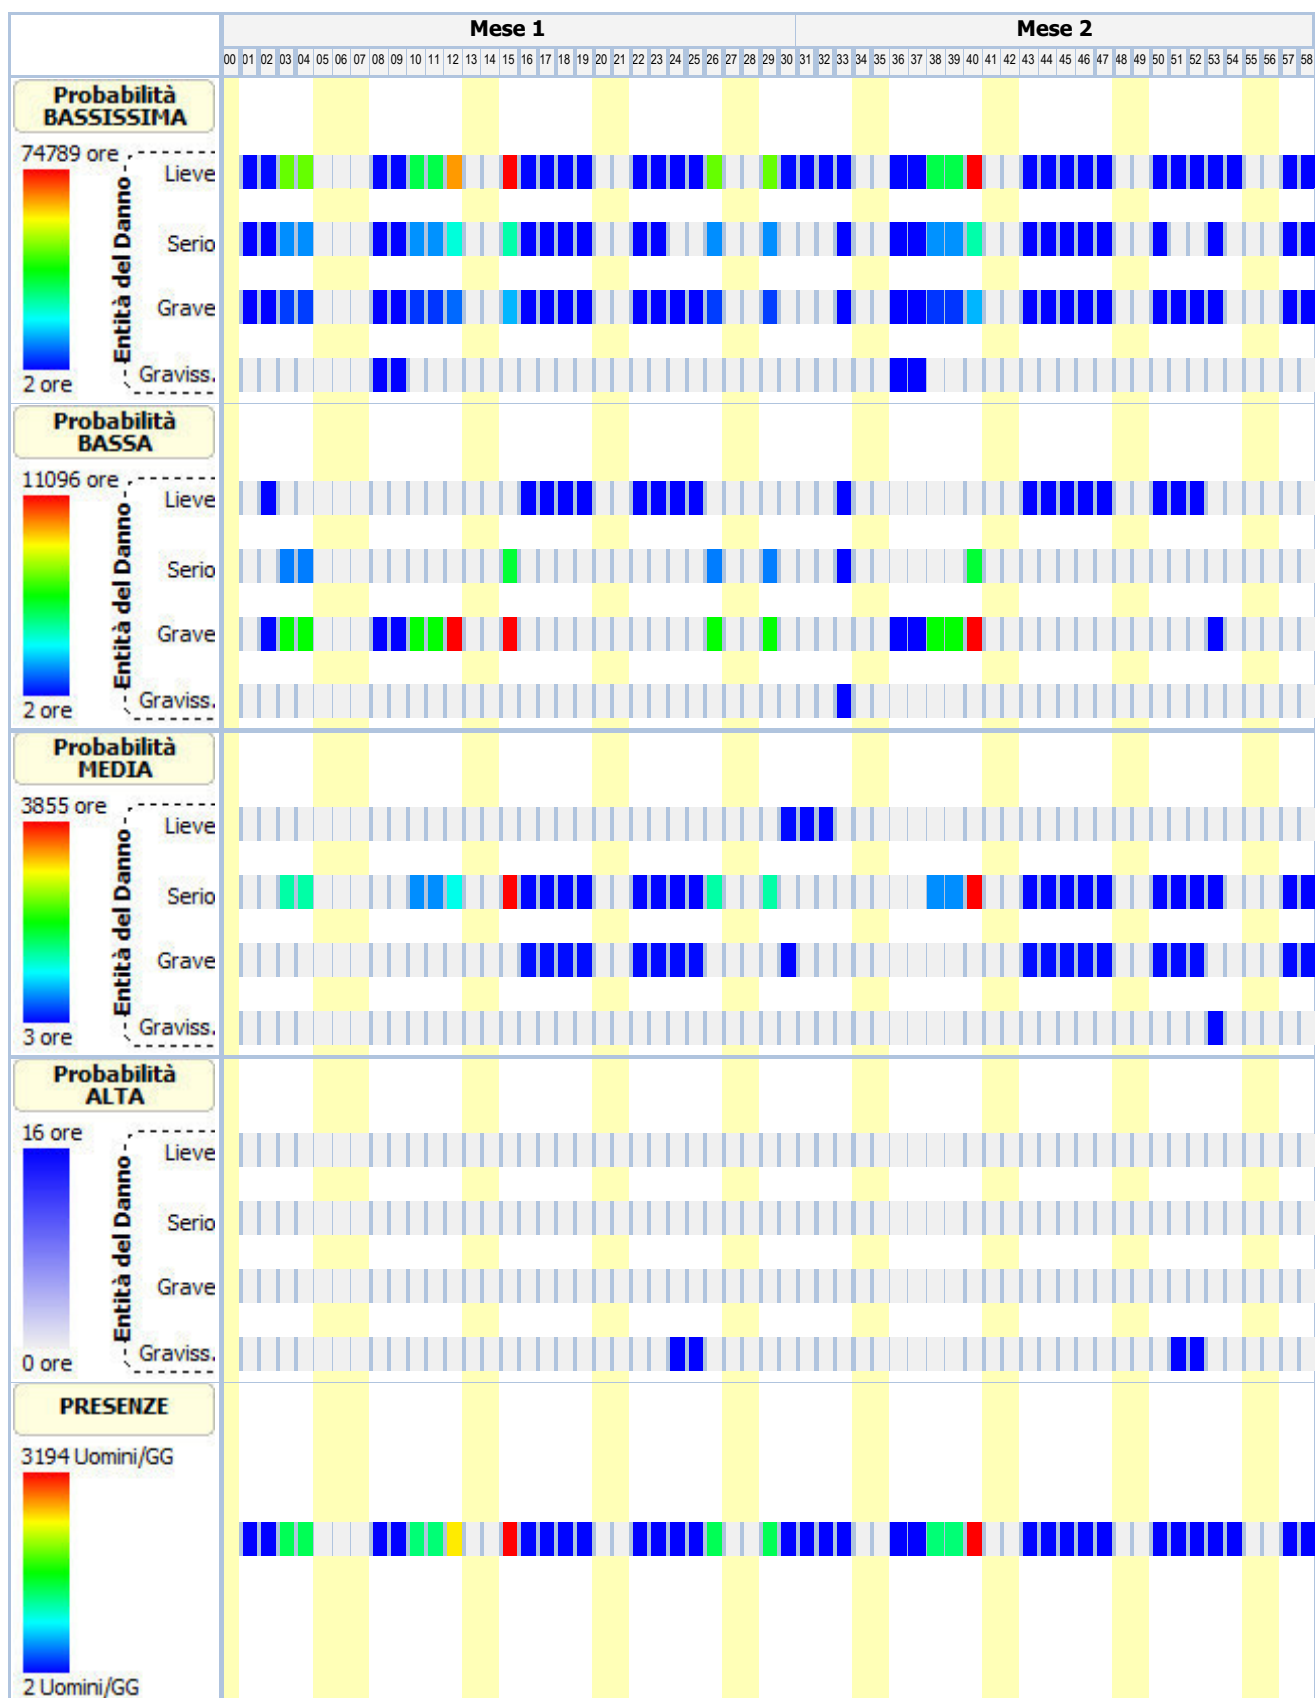 Mese 1 Mese 2
00 01 02 03 04 05 06 07 08 09 10 11 12 13 14 15 16 17 18 19 20 21 22 23 24 25 26 27 28 29 30 31 32 33 34 35 36 37 38 39 40 41 42 43 44 45 46 47 48 49 50 51 52 53 54 55 56 57 58
Probabilità
BASSISSIMA
74789 ore
Entità del Danno
Lieve
Serio
Grave
Graviss.
2 ore
Probabilità
BASSA
11096 ore
Entità del Danno
Lieve
Serio
Grave
Graviss.
2 ore
Probabilità
MEDIA
3855 ore
Entità del Danno
Lieve
Serio
Grave
Graviss.
3 ore
Probabilità
ALTA
16 ore
Entità del Danno
Lieve
Serio
Grave
Graviss.
0 ore
PRESENZE
3194 Uomini/GG
2 Uomini/GG